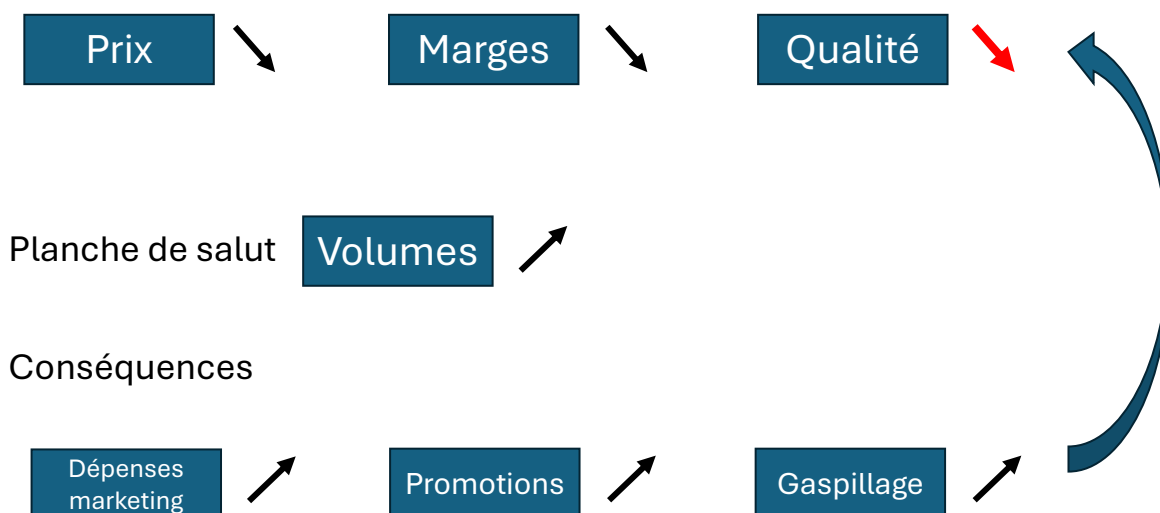 Prix
Marges
Qualité
Planche de salut
Volumes
Conséquences
Dépenses
marketing
Promotions
Gaspillage